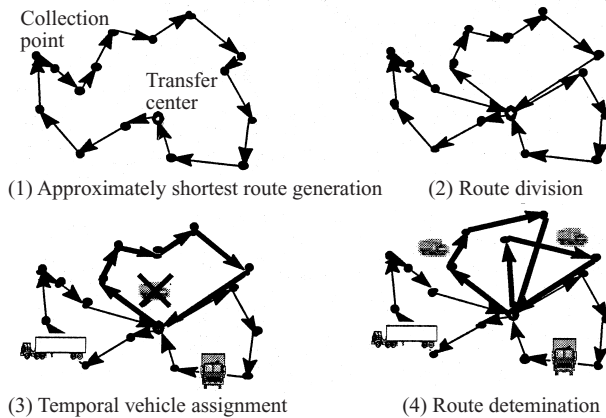 Collection
point
Transfer
center
(1) Approximately shortest route generation
(2) Route division
(3) Temporal vehicle assignment
(4) Route detemination